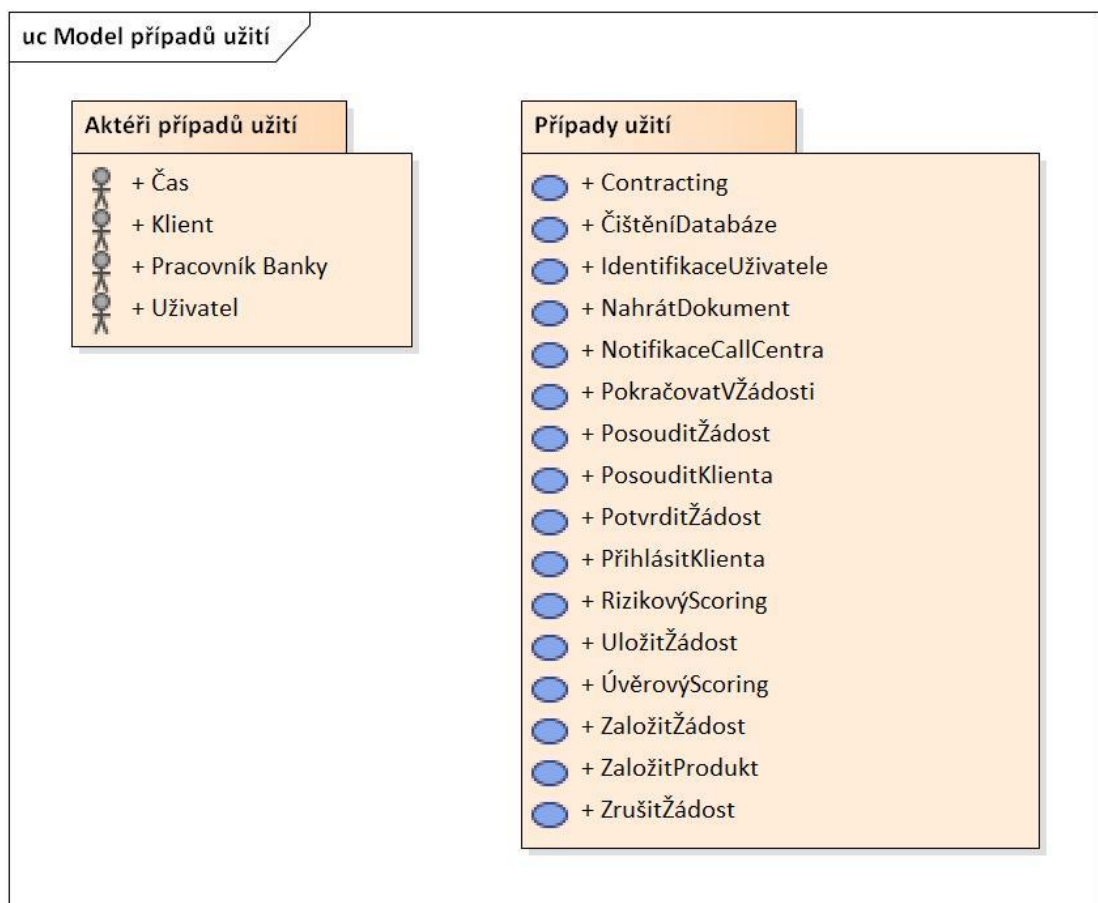 uc Model případů užití
Aktéři případů užití
+ Čas
+ Klient
+ Pracovník Banky
+ Uživatel
Případy užití
+ Contracting
+ ČištěníDatabáze
+ IdentifikaceUživatele
+ NahrátDokument
+ NotifikaceCallCentra
+ PokračovatVŽádosti
+ PosouditŽádost
+ PosouditKlienta
+ PotvrditŽádost
+ PřihlásitKlienta
+ RizikovýScoring
+ UložitŽádost
+ ÚvěrovýScoring
+ ZaložitŽádost
+ ZaložitProdukt
+ ZrušitŽádost